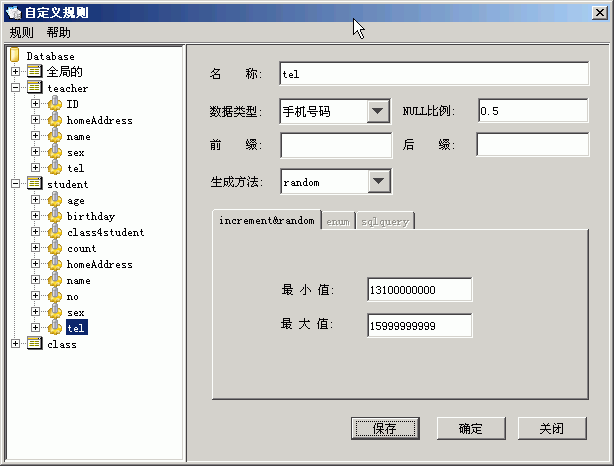 自定义规则
规则 帮助
Database
全局的
teacher
ID
homeAddress
name
sex
tel
student
age
birthday
class4student
count
homeAddress
name
no
sex
tel
class
名 称: tel
数据类型: 手机号码 NULL比例: 0.5
前 缀: 后 缀:
生成方法: random
increment&random enum sqlquery
最 小 值: 13100000000
最 大 值: 15999999999
保存 确定 关闭